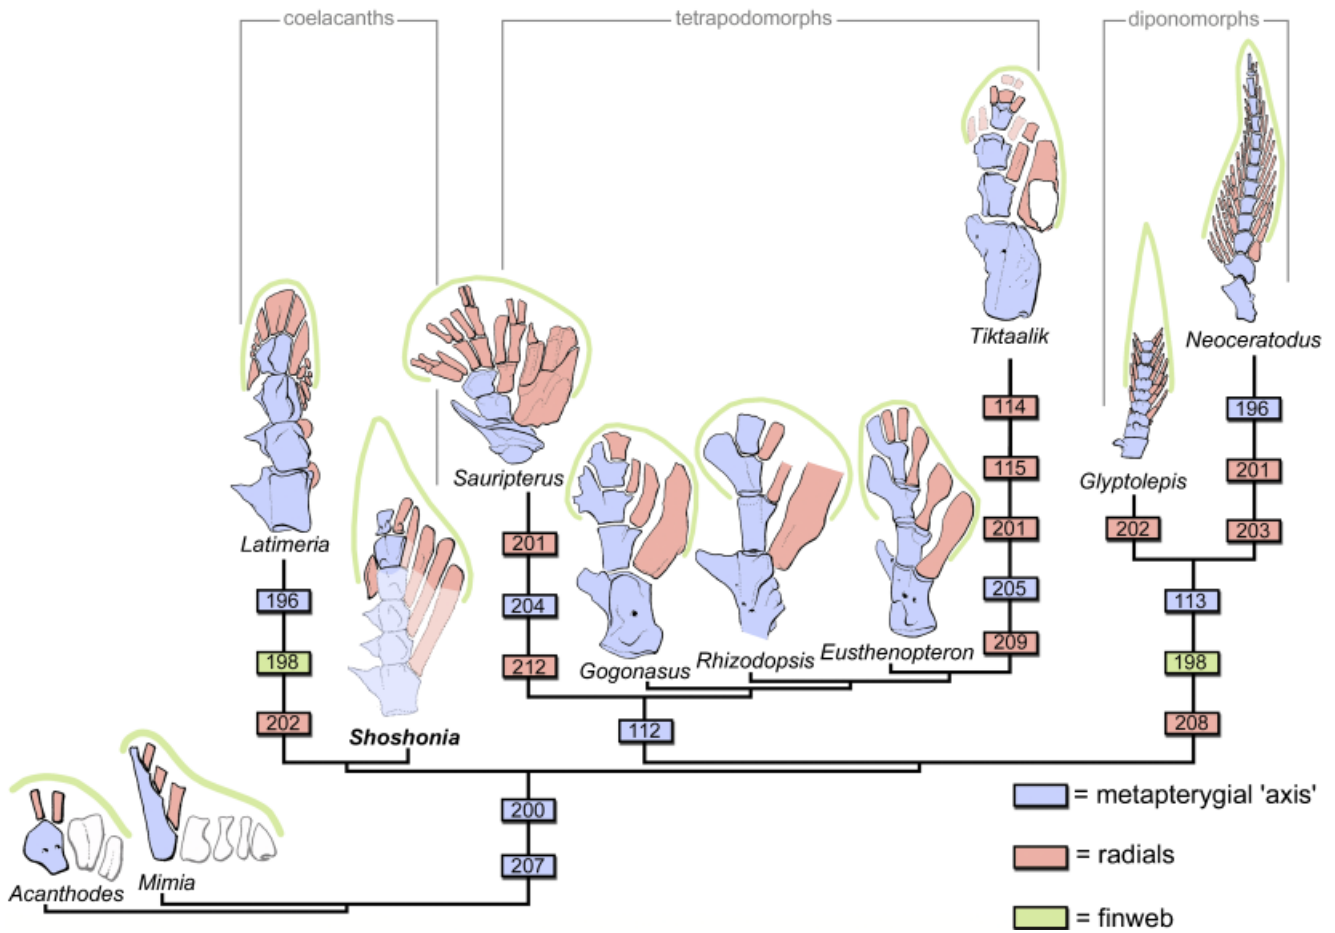 coelacanths
tetrapodomorphs
diponomorphs
Tiktaalik
Neoceratodus
114
196
Sauripterus
115
201
Glyptolepis
201
201
202
203
Latimeria
196
204
205
113
Gogonasus
Rhizodopsis
Eusthenopteron
198
212
209
198
202
112
208
Shoshonia
= metapterygial 'axis'
200
= radials
207
Acanthodes
Mimia
= finweb